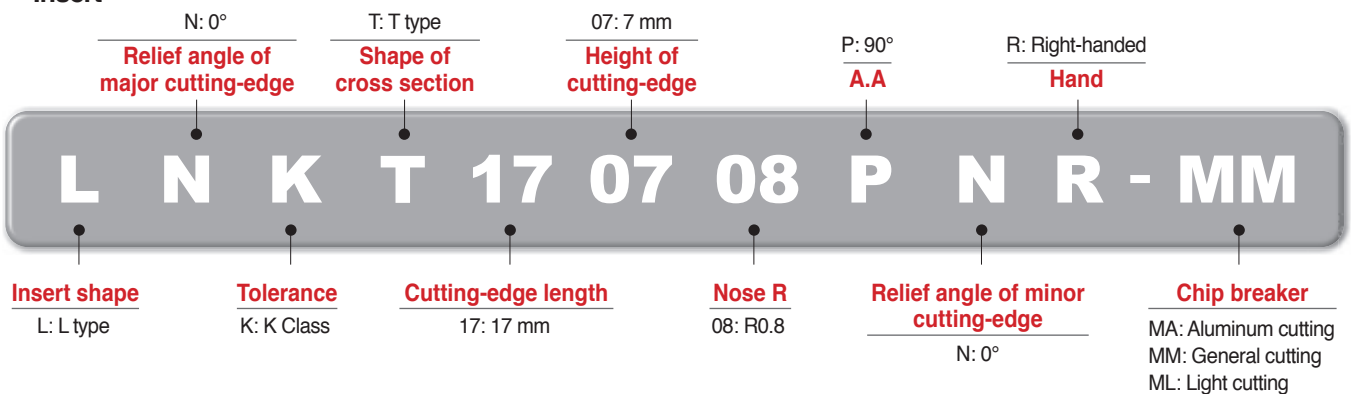 N: 0°
Relief angle of
major cutting-edge
T: T type
Shape of
cross section
07: 7 mm
Height of
cutting-edge
P: 90°
A.A
R: Right-handed
Hand
L N K T 17 07 08 P N R - MM
Insert shape
L: L type
Tolerance
K: K Class
Cutting-edge length
17: 17 mm
Nose R
08: R0.8
Relief angle of minor
cutting-edge
N: 0°
Chip breaker
MA: Aluminum cutting
MM: General cutting
ML: Light cutting